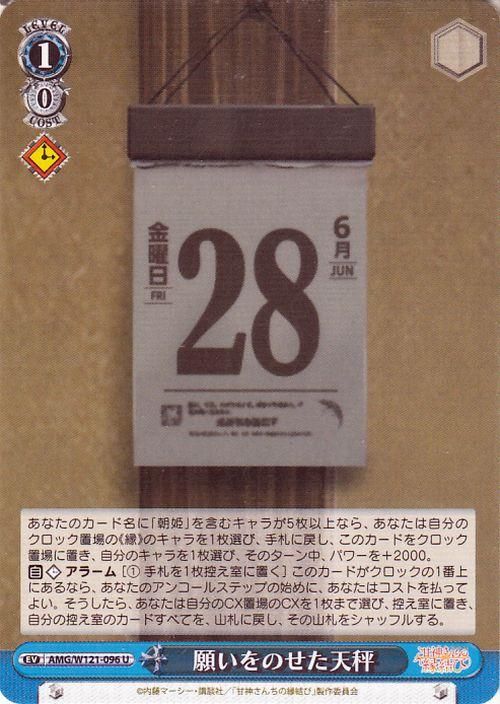 LEVEL
1
0
COST
6月
JUN
金曜日
FRI
28
あなたのカード名に「朝姫」を含むキャラが5枚以上なら、あなたは自分の
クロック置場の《縁》のキャラを1枚選び、手札に戻し、このカードをクロック
置場に置き、自分のキャラを1枚選び、そのターン中、パワーを+2000。
アラーム [① 手札を1枚控え室に置く] このカードがクロックの1番上
にあるなら、あなたのアンコールステップの始めに、あなたはコストを払って
よい。そうしたら、あなたは自分のCX置場のCXを1枚まで選び、控え室に置き、
自分の控え室のカードすべてを、山札に戻し、その山札をシャッフルする。
EV AMG/W121-096 U
願いをのせた天秤
甘神さんちの縁結び
©内藤マーシー・講談社／「甘神さんちの縁結び」製作委員会